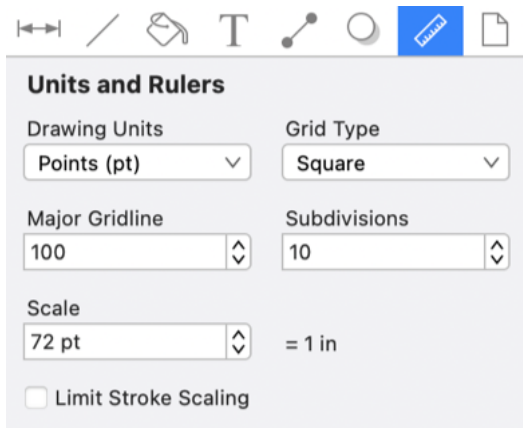 T
Units and Rulers
Drawing Units Grid Type
Points (pt) Square
Major Gridline Subdivisions
100 10
Scale
72 pt = 1 in
Limit Stroke Scaling